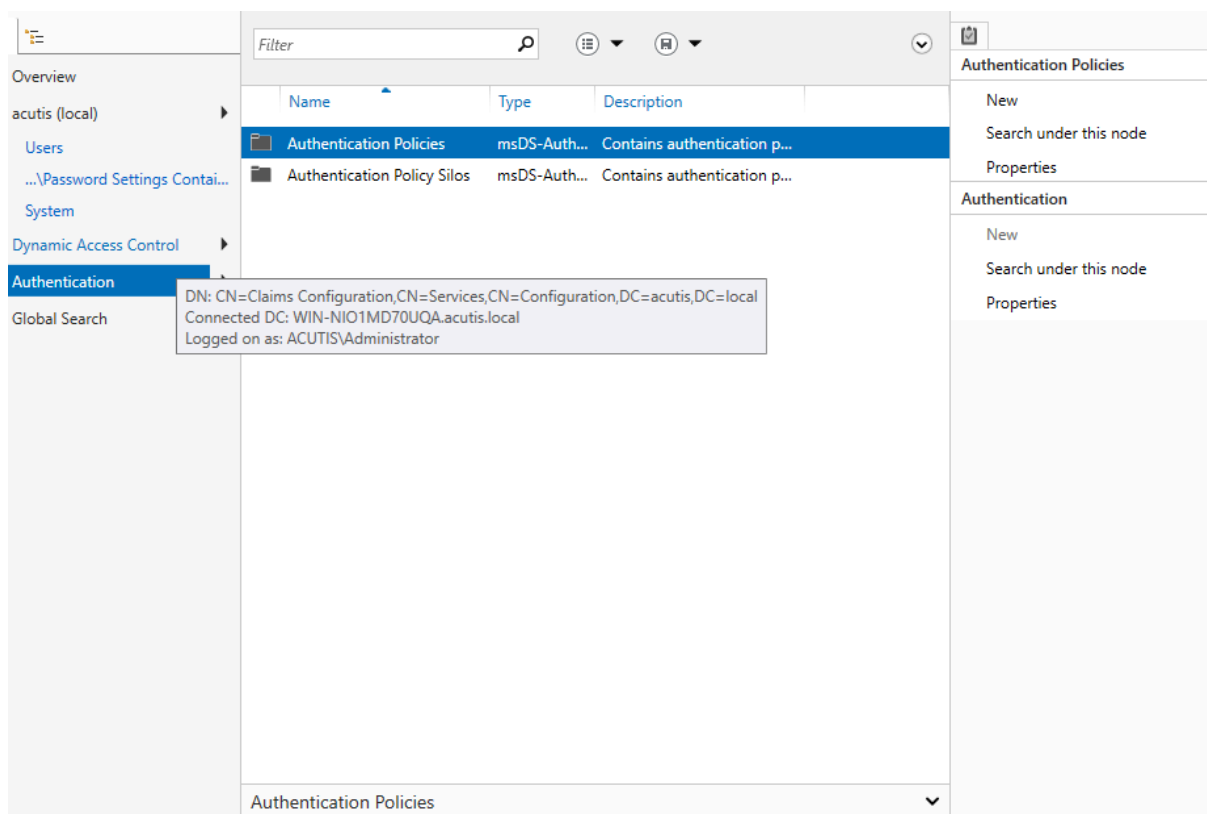 Overview
acutis (local)
Users
...\Password Settings Contai...
System
Dynamic Access Control
Authentication
Global Search
Filter
Name Type Description
Authentication Policies msDS-Auth... Contains authentication p...
Authentication Policy Silos msDS-Auth... Contains authentication p...
DN: CN=Claims Configuration,CN=Services,CN=Configuration,DC=acutis,DC=local
Connected DC: WIN-NIO1MD70UQA.acutis.local
Logged on as: ACUTIS\Administrator
Authentication Policies
Authentication Policies
New
Search under this node
Properties
Authentication
New
Search under this node
Properties